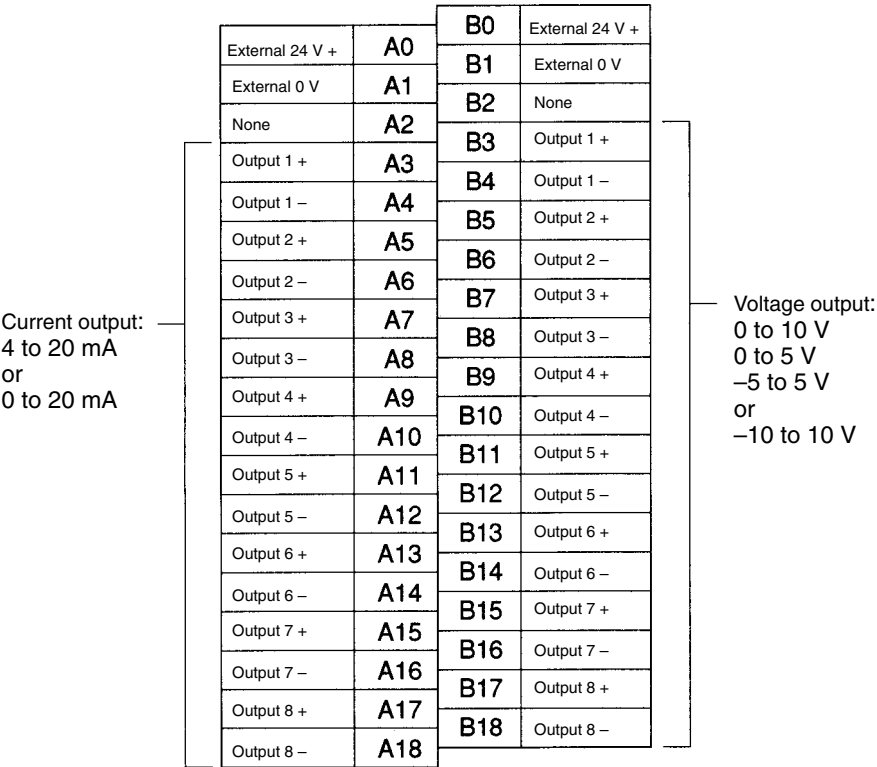 External 24 V + A0
External 0 V A1
None A2
Output 1 + A3
Output 1 – A4
Output 2 + A5
Output 2 – A6
Output 3 + A7
Output 3 – A8
Output 4 + A9
Output 4 – A10
Output 5 + A11
Output 5 – A12
Output 6 + A13
Output 6 – A14
Output 7 + A15
Output 7 – A16
Output 8 + A17
Output 8 – A18
B0 External 24 V +
B1 External 0 V
B2 None
B3 Output 1 +
B4 Output 1 –
B5 Output 2 +
B6 Output 2 –
B7 Output 3 +
B8 Output 3 –
B9 Output 4 +
B10 Output 4 –
B11 Output 5 +
B12 Output 5 –
B13 Output 6 +
B14 Output 6 –
B15 Output 7 +
B16 Output 7 –
B17 Output 8 +
B18 Output 8 –
Current output:
4 to 20 mA
or
0 to 20 mA
Voltage output:
0 to 10 V
0 to 5 V
–5 to 5 V
or
–10 to 10 V